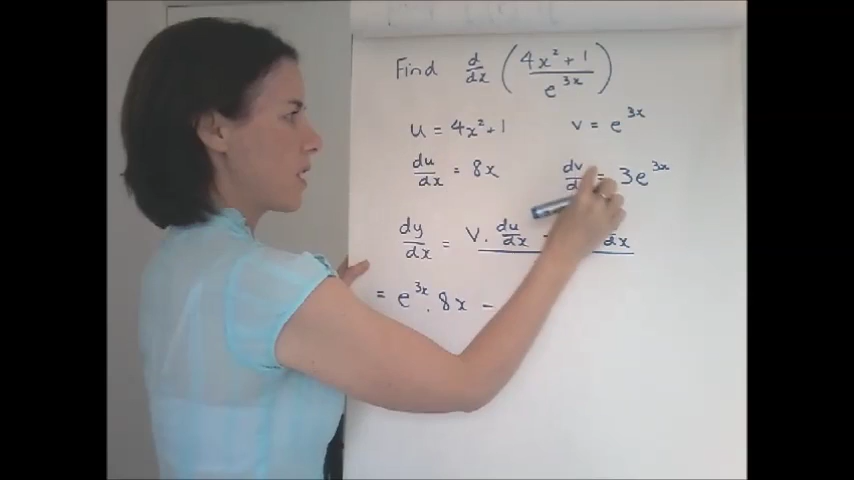 Find d/dx ( (4x² + 1) / e^{3x} )
u = 4x² + 1
v = e^{3x}
du/dx = 8x
dv/d = 3e^{3x}
dy/dx = v. du/dx - dx
= e^{3x} . 8x -